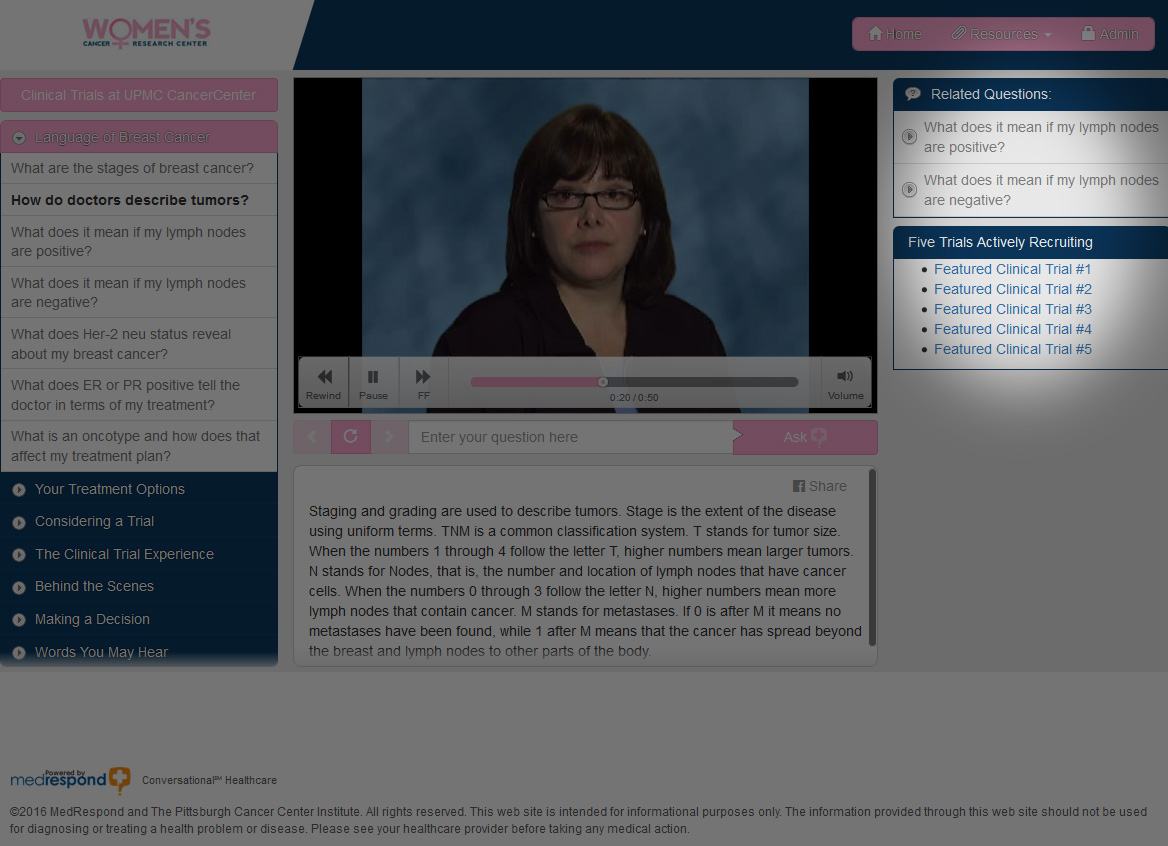 WOMEN'S
CANCER RESEARCH CENTER
Home
Resources
Admin
Clinical Trials at UPMC CancerCenter
Language of Breast Cancer
What are the stages of breast cancer?
How do doctors describe tumors?
What does it mean if my lymph nodes
are positive?
What does it mean if my lymph nodes
are negative?
What does Her-2 neu status reveal
about my breast cancer?
What does ER or PR positive tell the
doctor in terms of my treatment?
What is an oncotype and how does that
affect my treatment plan?
Your Treatment Options
Considering a Trial
The Clinical Trial Experience
Behind the Scenes
Making a Decision
Words You May Hear
Rewind
Pause
FF
0:20 / 0:50
Volume
Enter your question here
Ask
Share
Staging and grading are used to describe tumors. Stage is the extent of the disease
using uniform terms. TNM is a common classification system. T stands for tumor size.
When the numbers 1 through 4 follow the letter T, higher numbers mean larger tumors.
N stands for Nodes, that is, the number and location of lymph nodes that have cancer
cells. When the numbers 0 through 3 follow the letter N, higher numbers mean more
lymph nodes that contain cancer. M stands for metastases. If 0 is after M it means no
metastases have been found, while 1 after M means that the cancer has spread beyond
the breast and lymph nodes to other parts of the body.
Related Questions:
What does it mean if my lymph nodes
are positive?
What does it mean if my lymph nodes
are negative?
Five Trials Actively Recruiting
Featured Clinical Trial #1
Featured Clinical Trial #2
Featured Clinical Trial #3
Featured Clinical Trial #4
Featured Clinical Trial #5
Powered by
medrespond
Conversational℠ Healthcare
©2016 MedRespond and The Pittsburgh Cancer Center Institute. All rights reserved. This web site is intended for informational purposes only. The information provided through this web site should not be used
for diagnosing or treating a health problem or disease. Please see your healthcare provider before taking any medical action.